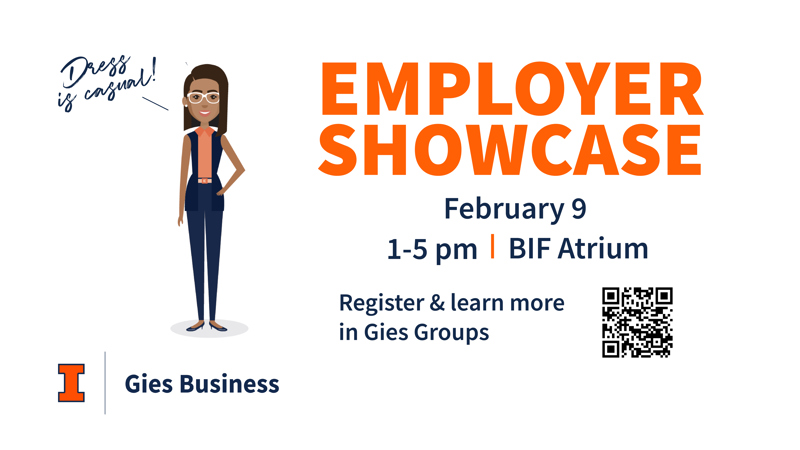 Dress
is casual!
EMPLOYER
SHOWCASE
February 9
1-5 pm | BIF Atrium
Register & learn more
in Gies Groups
I
Gies Business